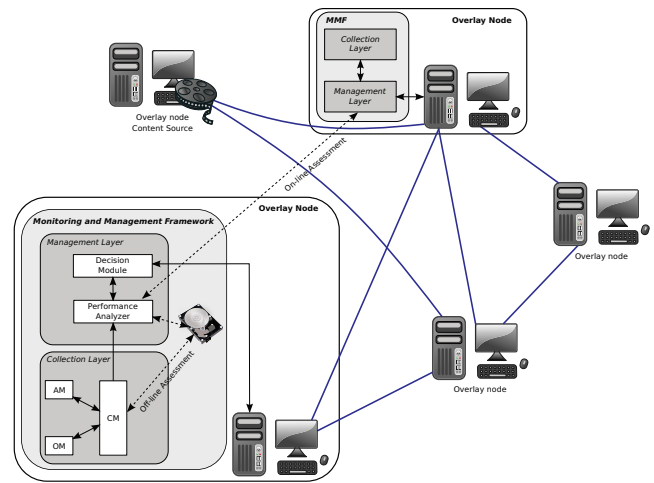 MMF
Overlay Node
Collection
Layer
Management
Layer
Overlay node
Content Source
On-line Assessment
Overlay Node
Monitoring and Management Framework
Management Layer
Decision
Module
Performance
Analyzer
Collection Layer
AM
CM
OM
Off-line Assessment
Overlay node
Overlay node